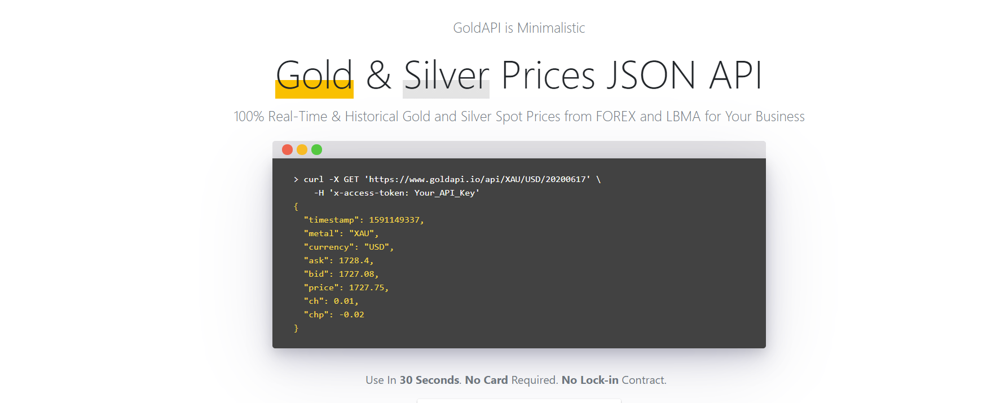 GoldAPI is Minimalistic
Gold & Silver Prices JSON API
100% Real-Time & Historical Gold and Silver Spot Prices from FOREX and LBMA for Your Business
> curl -X GET 'https://www.goldapi.io/api/XAU/USD/20200617' \
-H 'x-access-token: Your_API_Key'
{
"timestamp": 1591149337,
"metal": "XAU",
"currency": "USD",
"ask": 1728.4,
"bid": 1727.08,
"price": 1727.75,
"ch": 0.01,
"chp": -0.02
}
Use In 30 Seconds. No Card Required. No Lock-in Contract.